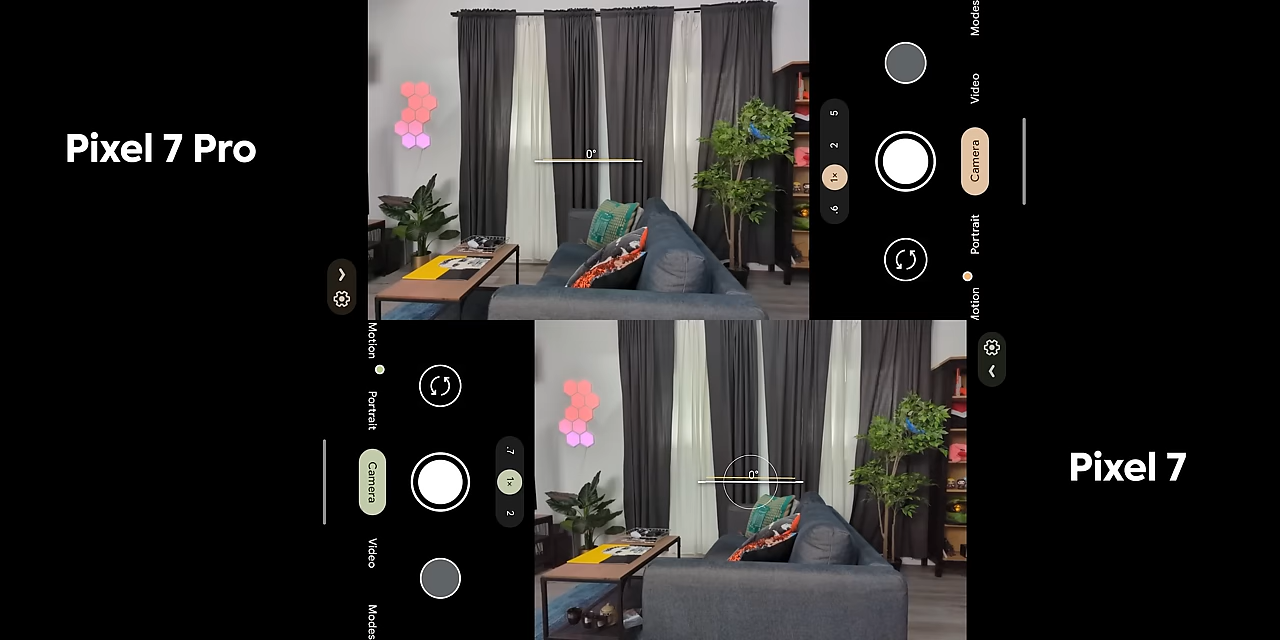 Pixel 7 Pro
0°
5
2
1×
.6
Modes
Video
Camera
Portrait
Motion
Motion
Portrait
Camera
Video
Modes
.7
1×
2
0°
Pixel 7